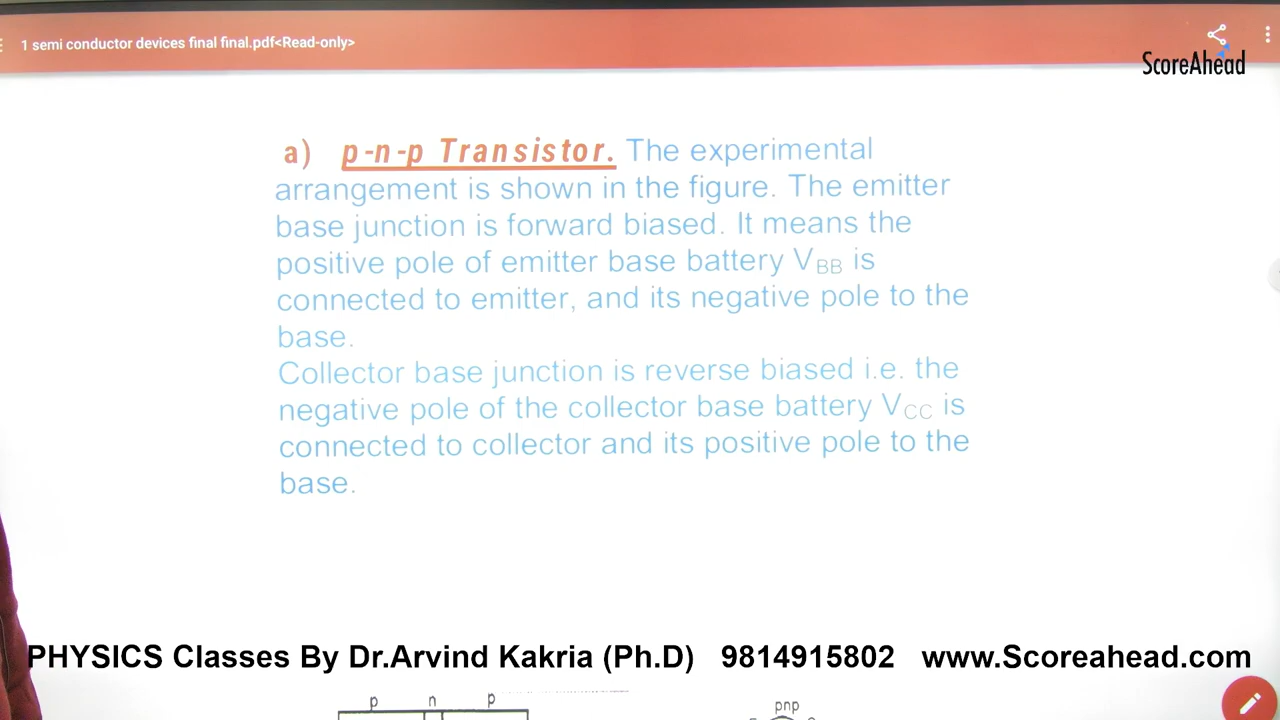 1 semi conductor devices final final.pdf<Read-only>
ScoreAhead
a) p-n-p Transistor. The experimental
arrangement is shown in the figure. The emitter
base junction is forward biased. It means the
positive pole of emitter base battery VBB is
connected to emitter, and its negative pole to the
base.
Collector base junction is reverse biased i.e. the
negative pole of the collector base battery VCC is
connected to collector and its positive pole to the
base.
PHYSICS Classes By Dr.Arvind Kakria (Ph.D) 9814915802 www.Scoreahead.com
p n p
pnp